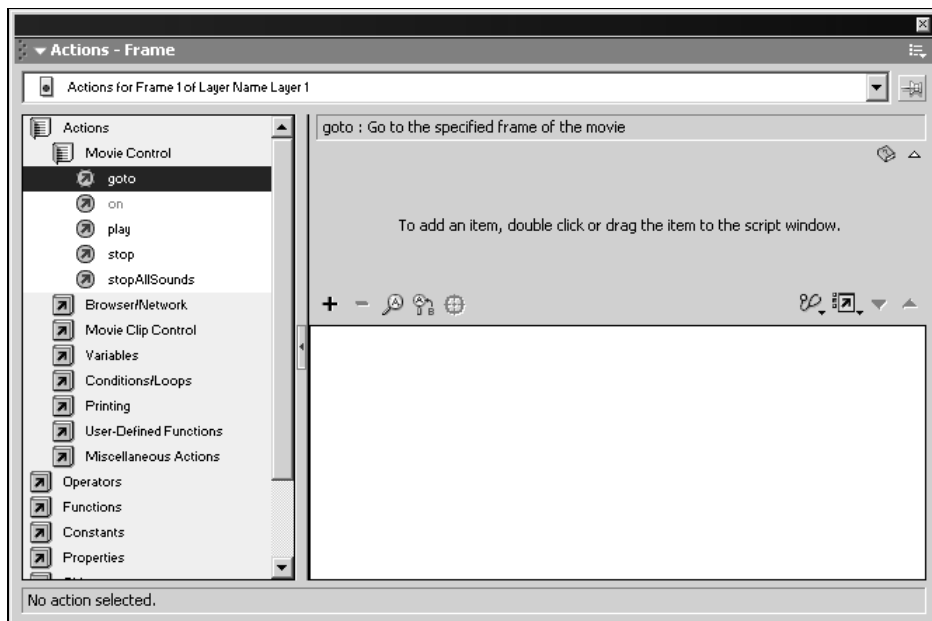 Actions - Frame
Actions for Frame 1 of Layer Name Layer 1
Actions
Movie Control
goto
on
play
stop
stopAllSounds
Browser/Network
Movie Clip Control
Variables
Conditions/Loops
Printing
User-Defined Functions
Miscellaneous Actions
Operators
Functions
Constants
Properties
goto : Go to the specified frame of the movie
To add an item, double click or drag the item to the script window.
No action selected.